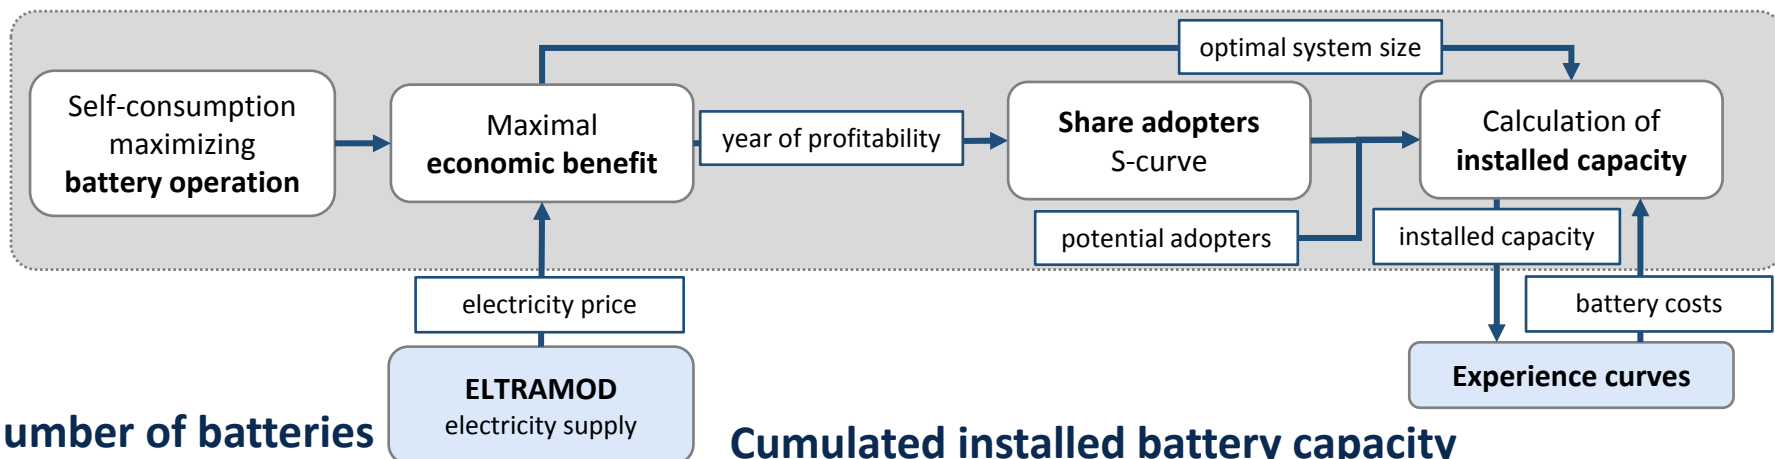 optimal system size
Self-consumption
maximizing
battery operation
Maximal
economic benefit
year of profitability
Share adopters
S-curve
Calculation of
installed capacity
potential adopters
installed capacity
electricity price
battery costs
ELTRAMOD
electricity supply
Experience curves
umber of batteries
Cumulated installed battery capacity